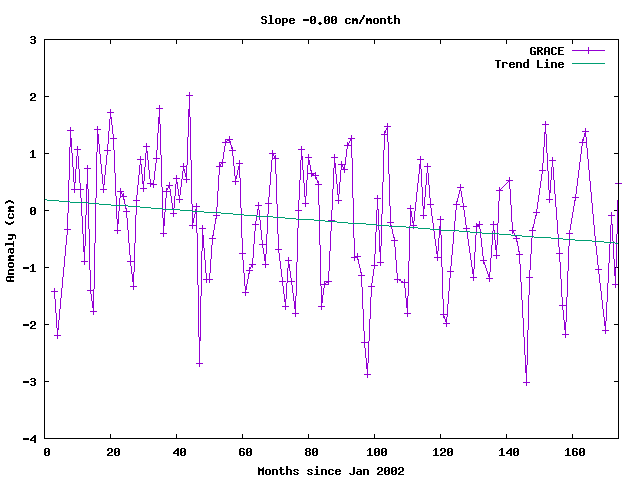 Slope -0.00 cm/month
GRACE
Trend Line
3
2
1
0
-1
-2
-3
-4
Anomaly (cm)
0 20 40 60 80 100 120 140 160
Months since Jan 2002